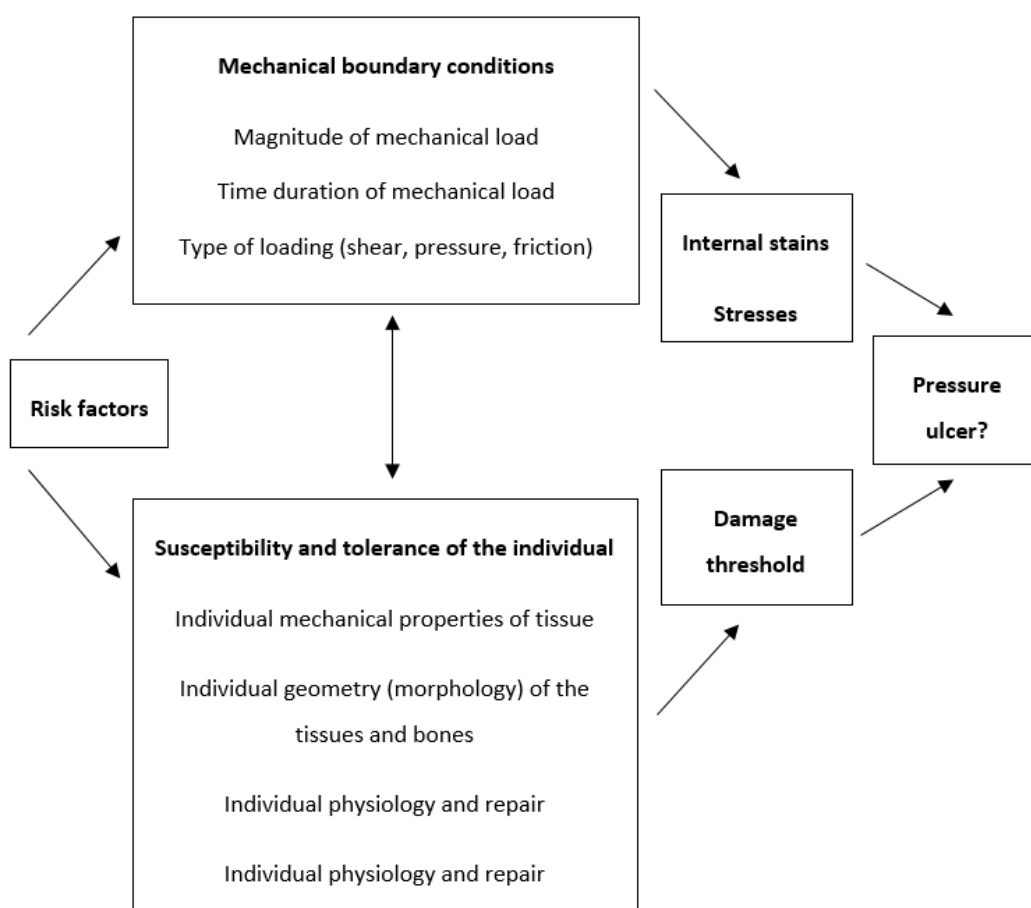 Mechanical boundary conditions
Magnitude of mechanical load
Time duration of mechanical load
Type of loading (shear, pressure, friction)
Internal stains
Stresses
Risk factors
Pressure
ulcer?
Susceptibility and tolerance of the individual
Individual mechanical properties of tissue
Individual geometry (morphology) of the
tissues and bones
Individual physiology and repair
Individual physiology and repair
Damage
threshold